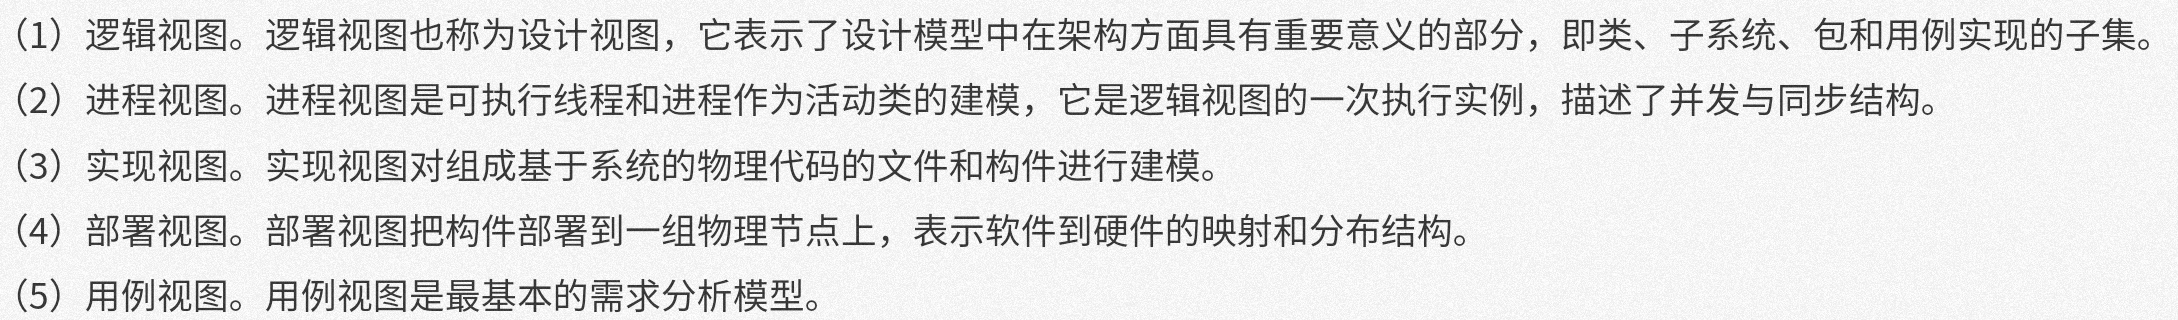 （1）逻辑视图。逻辑视图也称为设计视图，它表示了设计模型中在架构方面具有重要意义的部分，即类、子系统、包和用例实现的子集。
（2）进程视图。进程视图是可执行线程和进程作为活动类的建模，它是逻辑视图的一次执行实例，描述了并发与同步结构。
（3）实现视图。实现视图对组成基于系统的物理代码的文件和构件进行建模。
（4）部署视图。部署视图把构件部署到一组物理节点上，表示软件到硬件的映射和分布结构。
（5）用例视图。用例视图是最基本的需求分析模型。